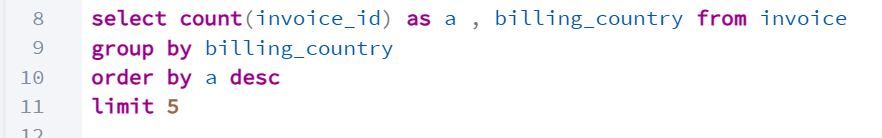 8 select count(invoice_id) as a , billing_country from invoice
9 group by billing_country
10 order by a desc
11 limit 5
12